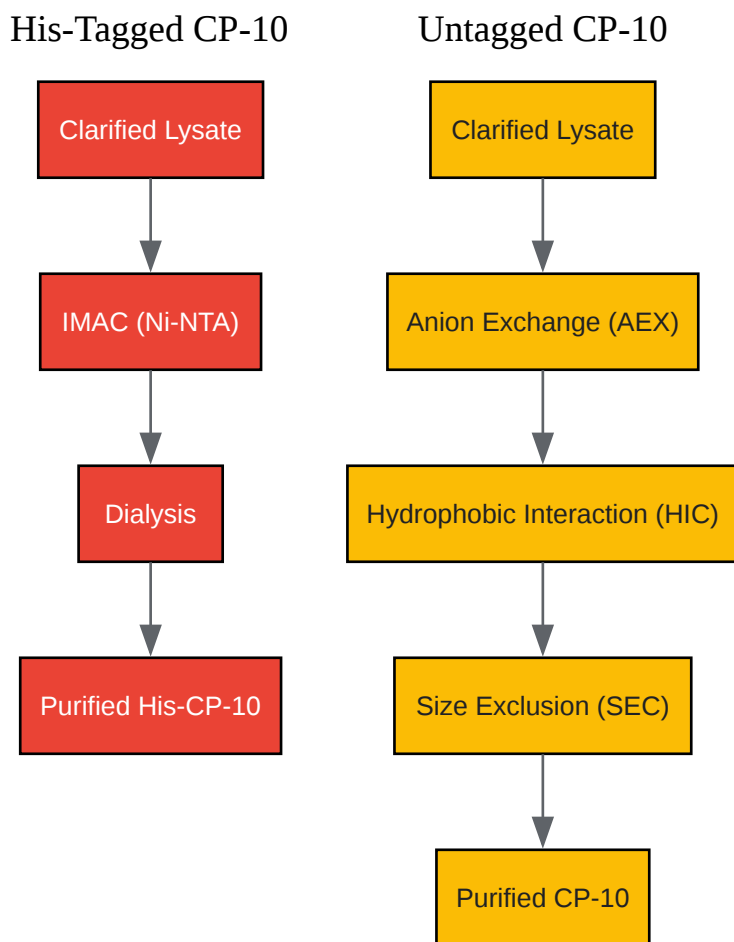 His-Tagged CP-10
Clarified Lysate
IMAC (Ni-NTA)
Dialysis
Purified His-CP-10
Untagged CP-10
Clarified Lysate
Anion Exchange (AEX)
Hydrophobic Interaction (HIC)
Size Exclusion (SEC)
Purified CP-10